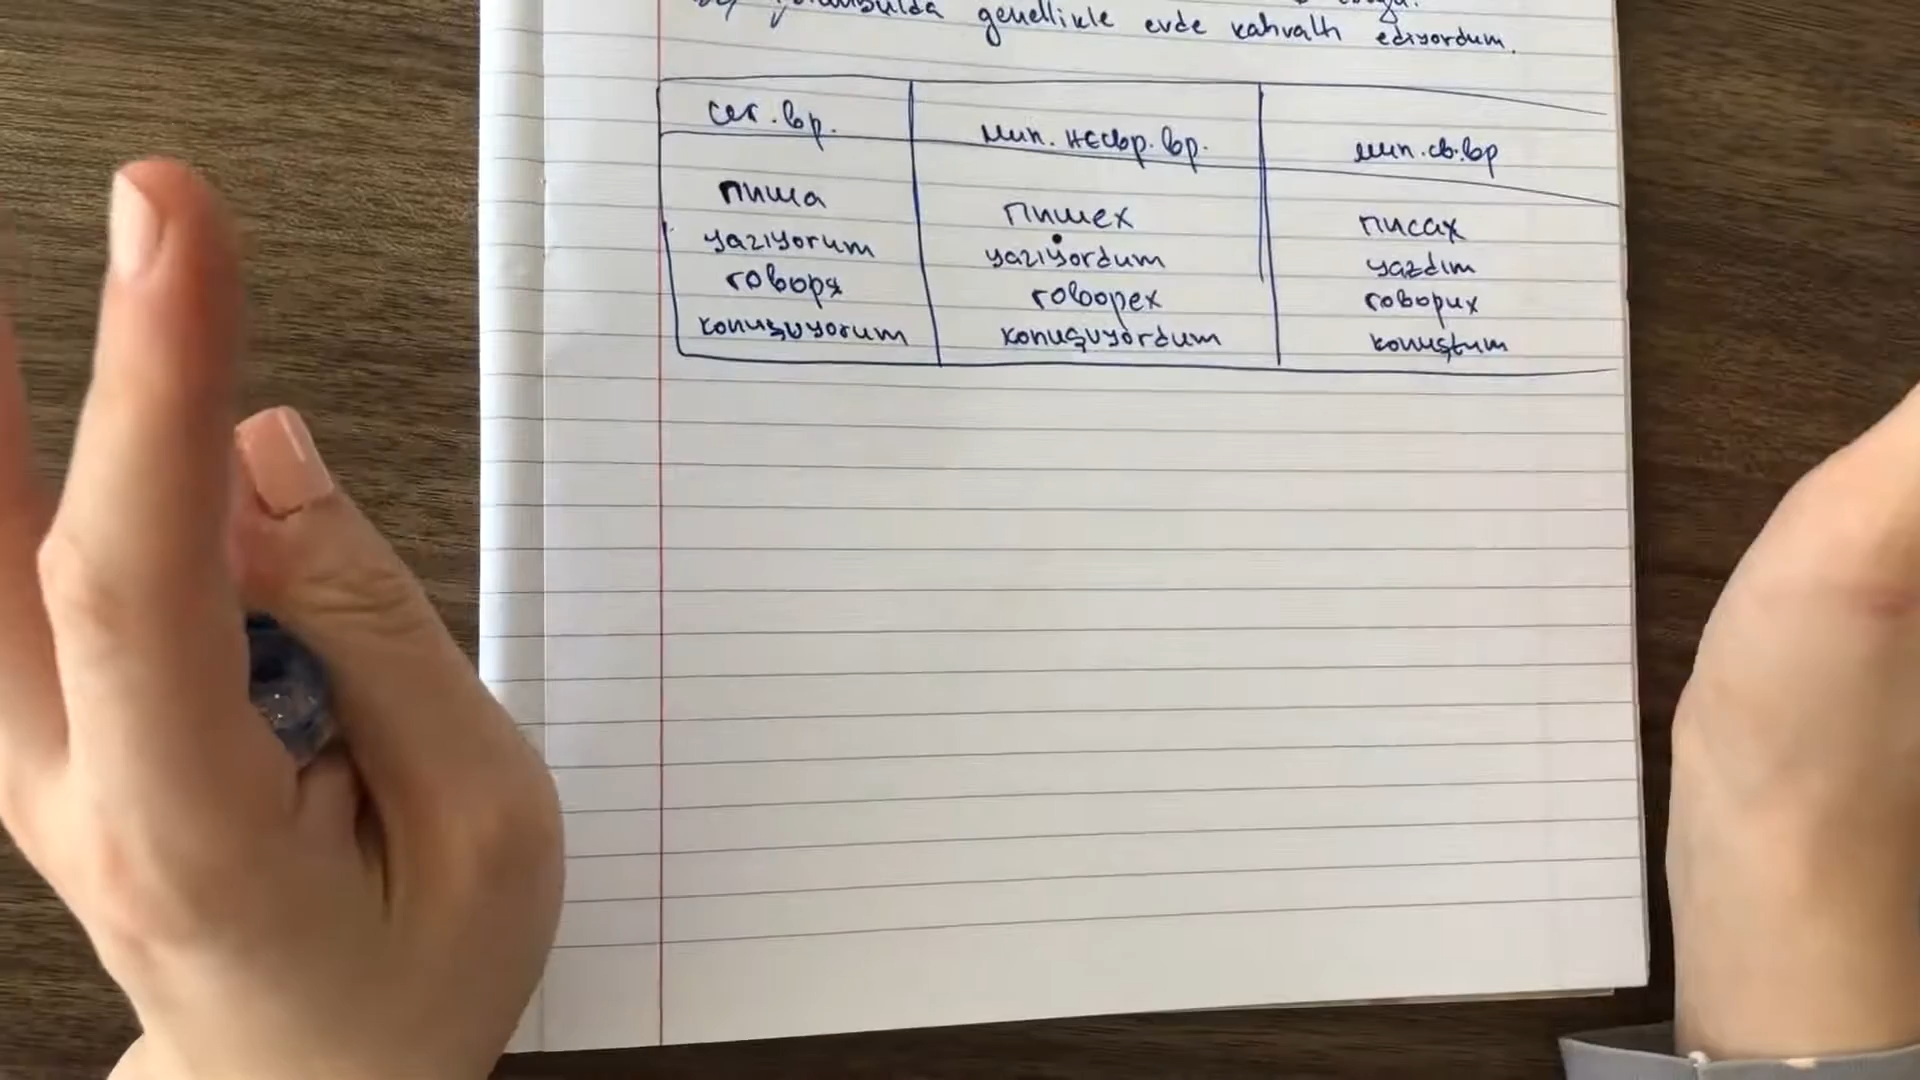 genellikle evde kahvaltı ediyordum.
сег. вр. мин. несвр. вр. мин. св. вр
пиша пишех писах
yazıyorum yazıyordum yazdım
говоря говорех говорих
konuşuyorum konuşuyordum konuştum